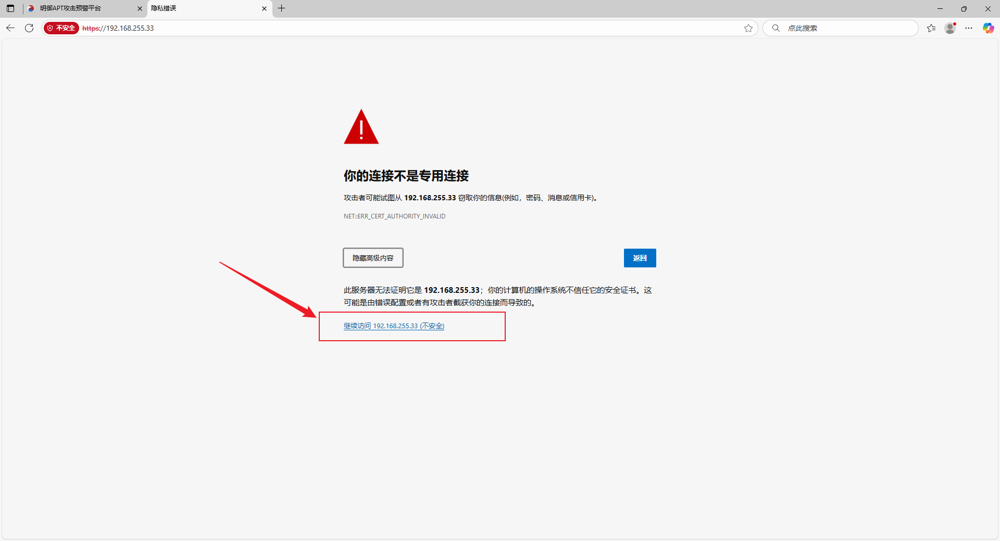 明御APT攻击预警平台
隐私错误
不安全
https://192.168.255.33
点此搜索
你的连接不是专用连接
攻击者可能试图从 192.168.255.33 窃取你的信息(例如，密码、消息或信用卡)。
NET::ERR_CERT_AUTHORITY_INVALID
隐藏高级内容
返回
此服务器无法证明它是 192.168.255.33；你的计算机的操作系统不信任它的安全证书。这
可能是由错误配置或者有攻击者截获你的连接而导致的。
继续访问 192.168.255.33 (不安全)